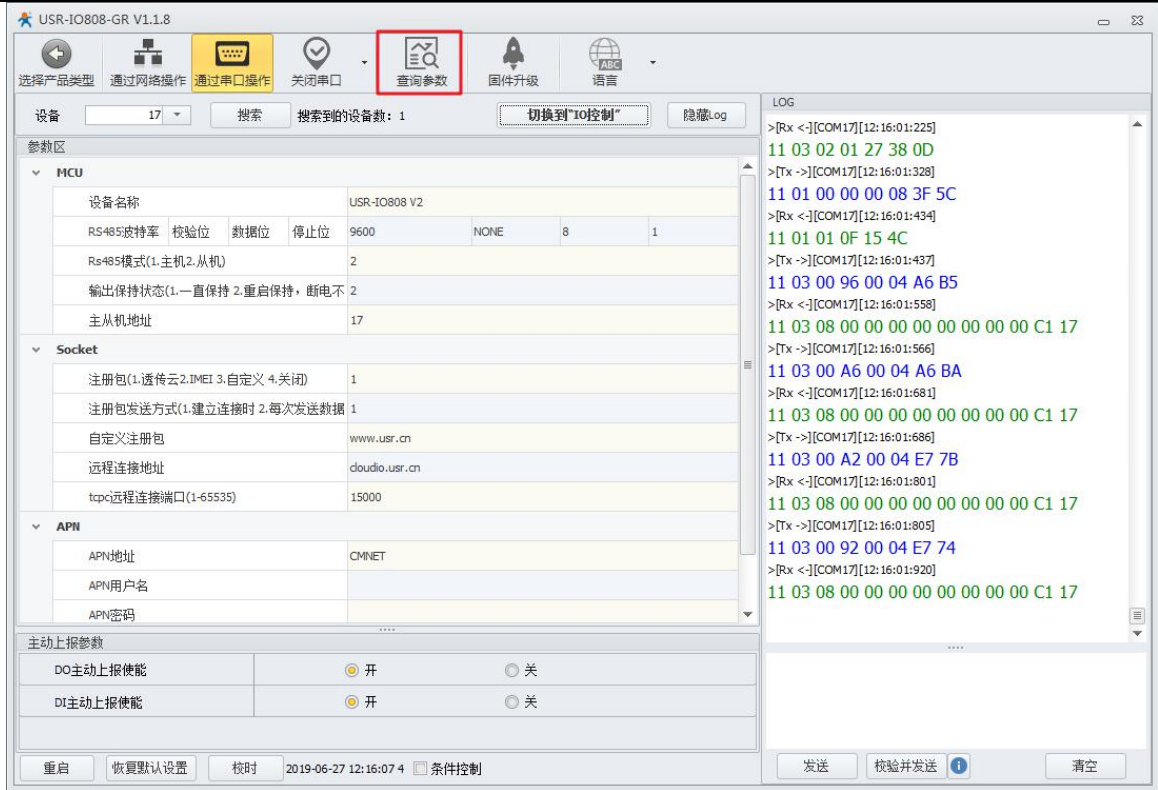 USR-IO808-GR V1.1.8
选择产品类型 通过网络操作 通过串口操作 关闭串口 查询参数 固件升级 语言
ABC
设备 17 搜索 搜索到的设备数: 1 切换到"IO控制" 隐藏Log
参数区
MCU
设备名称 USR-IO808 V2
RS485波特率 校验位 数据位 停止位 9600 NONE 8 1
Rs485模式(1.主机2.从机) 2
输出保持状态(1.一直保持 2.重启保持，断电不 2
主从机地址 17
Socket
注册包(1.透传云2.IMEI 3.自定义 4.关闭) 1
注册包发送方式(1.建立连接时 2.每次发送数据 1
自定义注册包 www.usr.cn
远程连接地址 cloudio.usr.cn
tcpc远程连接端口(1-65535) 15000
APN
APN地址 CMNET
APN用户名
APN密码
主动上报参数
DO主动上报使能 开 关
DI主动上报使能 开 关
重启 恢复默认设置 校时 2019-06-27 12:16:07 4 条件控制
LOG
>[Rx <-][COM17][12:16:01:225]
11 03 02 01 27 38 0D
>[Tx ->][COM17][12:16:01:328]
11 01 00 00 00 08 3F 5C
>[Rx <-][COM17][12:16:01:434]
11 01 01 0F 15 4C
>[Tx ->][COM17][12:16:01:437]
11 03 00 96 00 04 A6 B5
>[Rx <-][COM17][12:16:01:558]
11 03 08 00 00 00 00 00 00 00 00 C1 17
>[Tx ->][COM17][12:16:01:566]
11 03 00 A6 00 04 A6 BA
>[Rx <-][COM17][12:16:01:681]
11 03 08 00 00 00 00 00 00 00 00 C1 17
>[Tx ->][COM17][12:16:01:686]
11 03 00 A2 00 04 E7 7B
>[Rx <-][COM17][12:16:01:801]
11 03 08 00 00 00 00 00 00 00 00 C1 17
>[Tx ->][COM17][12:16:01:805]
11 03 00 92 00 04 E7 74
>[Rx <-][COM17][12:16:01:920]
11 03 08 00 00 00 00 00 00 00 00 C1 17
发送 校验并发送 清空